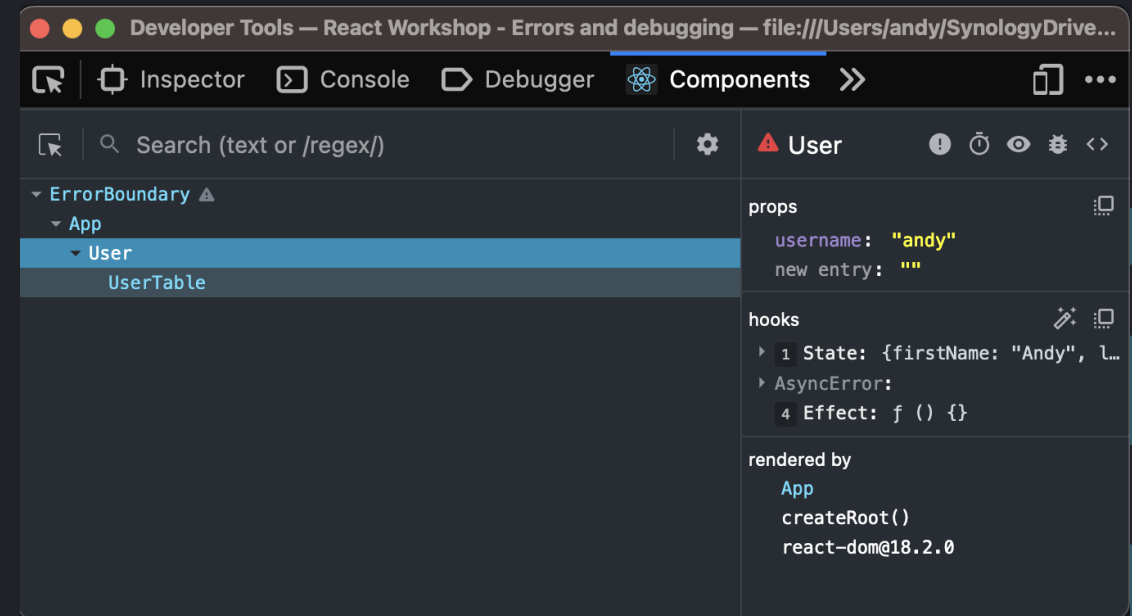 Developer Tools — React Workshop - Errors and debugging — file:///Users/andy/SynologyDrive...
Inspector
Console
Debugger
Components
Search (text or /regex/)
User
ErrorBoundary
App
User
UserTable
props
username: "andy"
new entry: ""
hooks
1 State: {firstName: "Andy", l…
AsyncError:
4 Effect: ƒ () {}
rendered by
App
createRoot()
react-dom@18.2.0